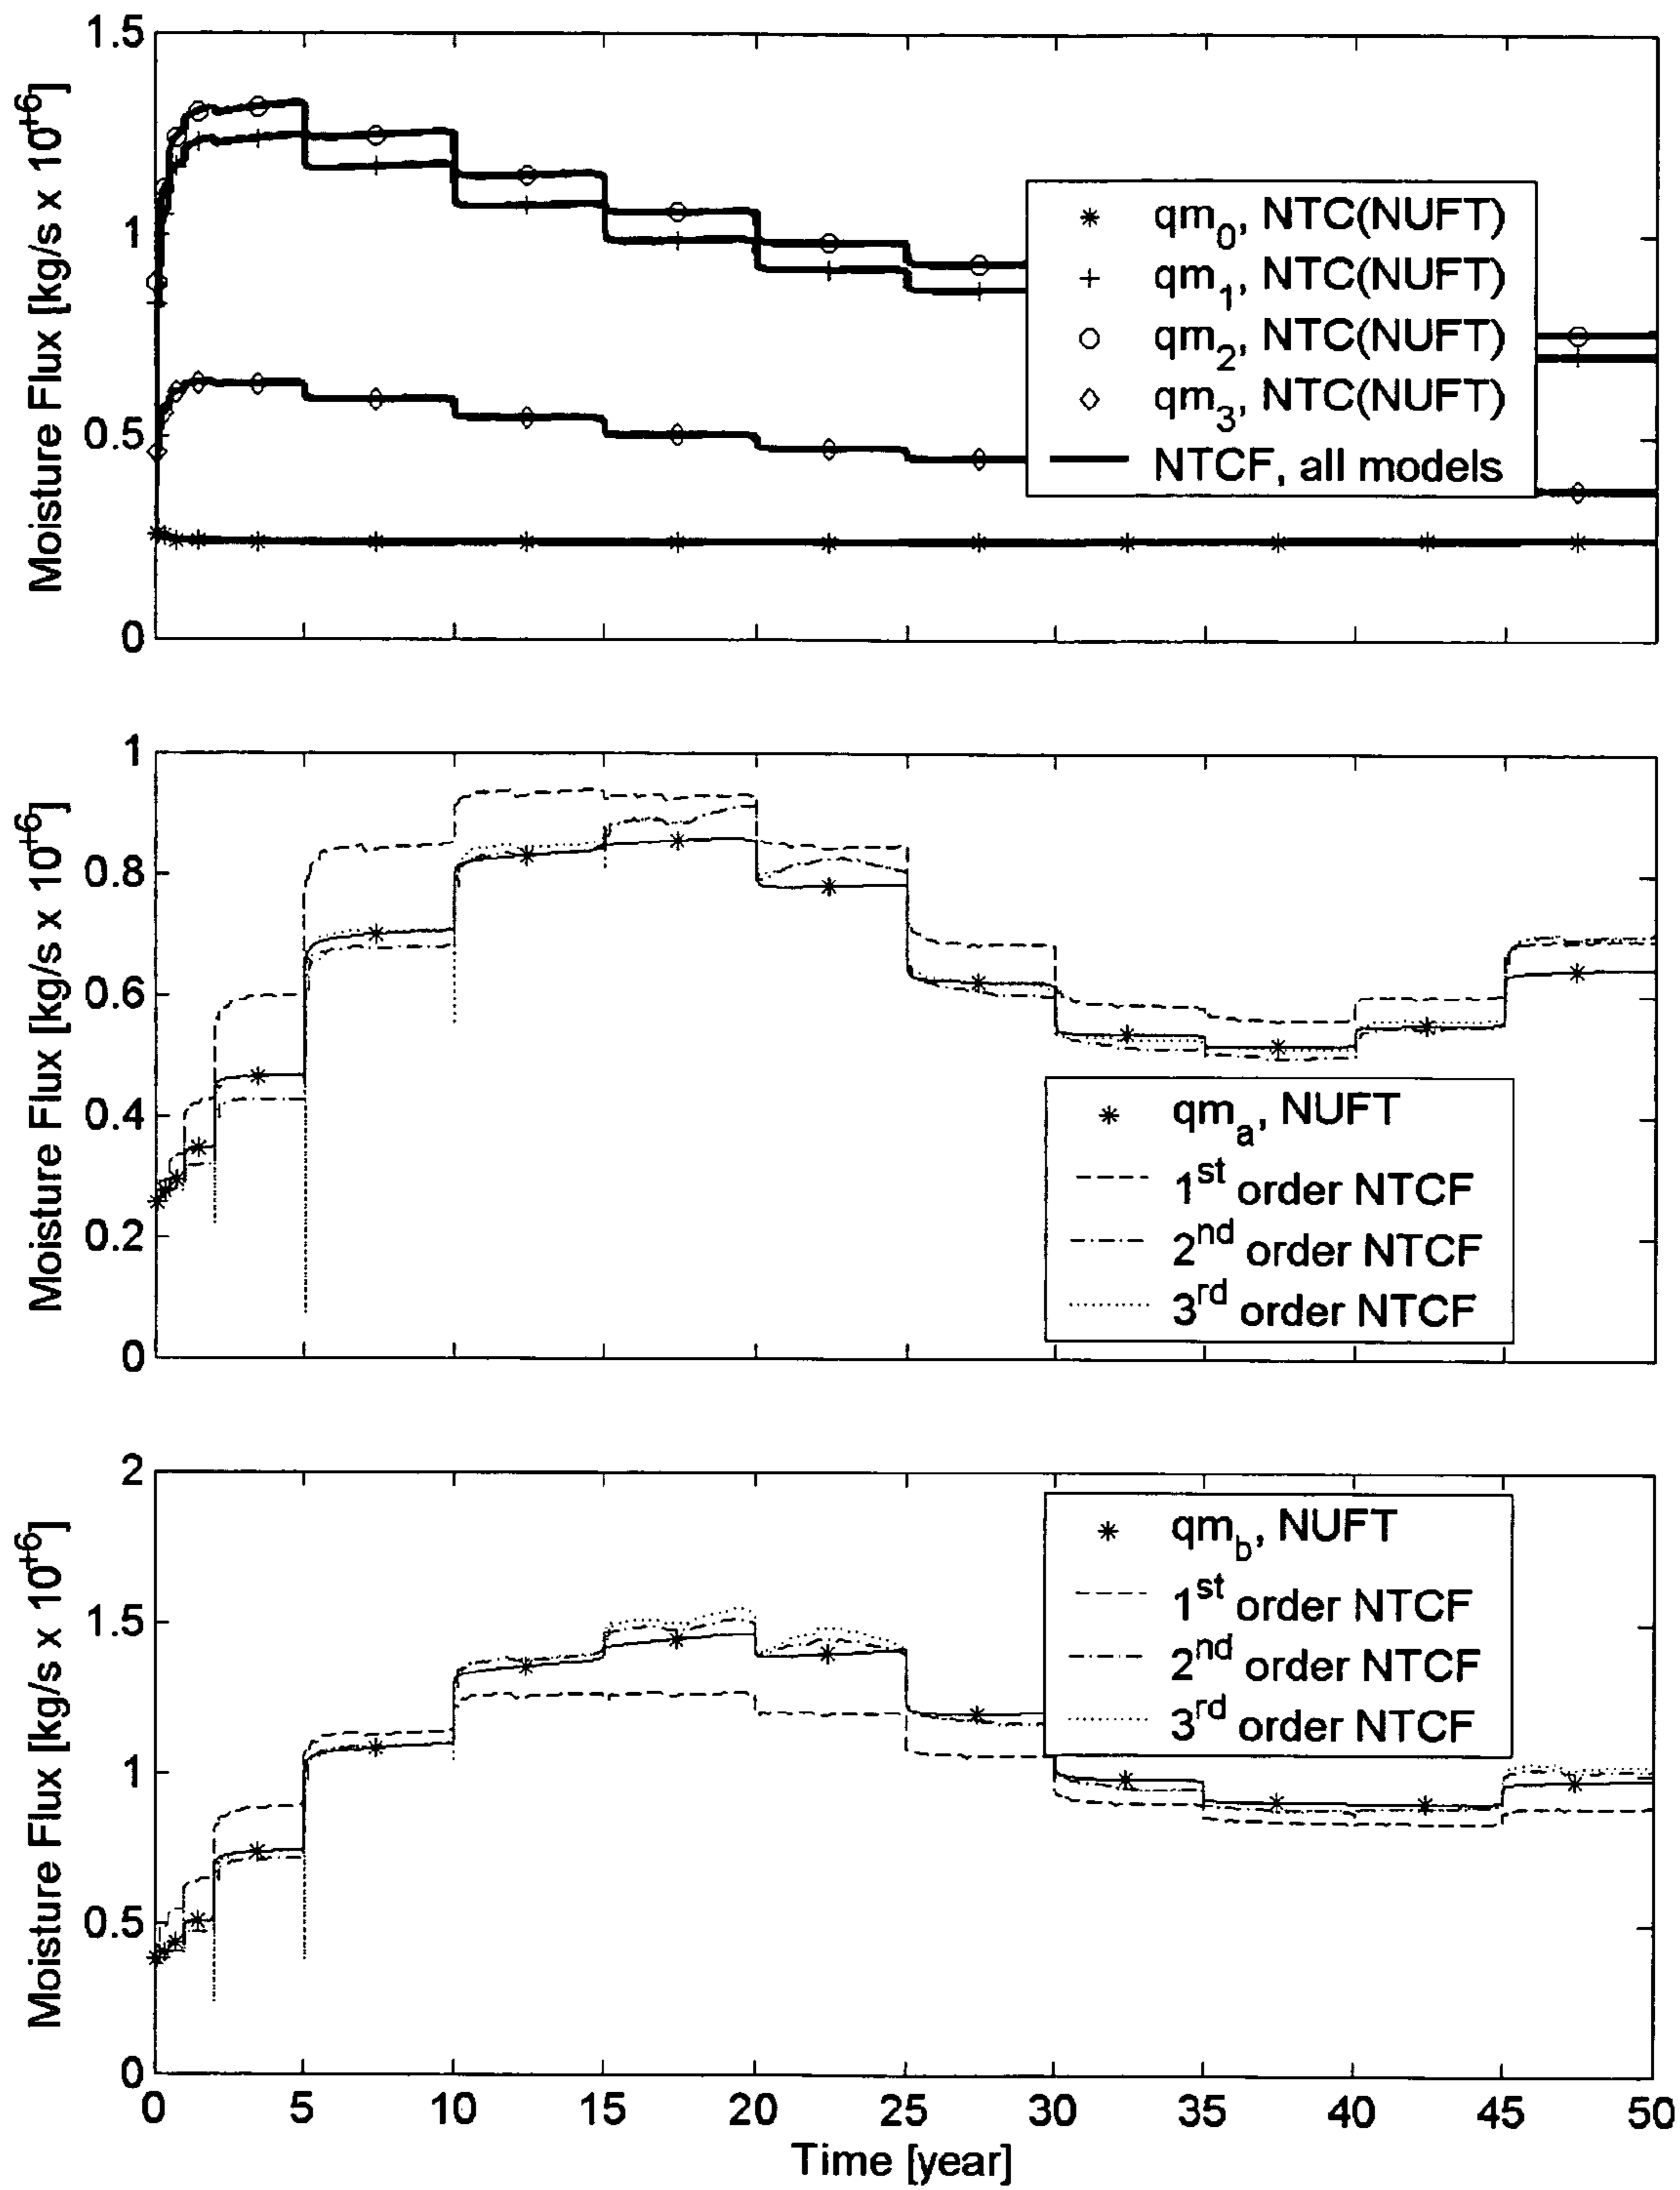 1.5
1
0.5
0
Moisture Flux [kg/s x 10+6]
qm0, NTC(NUFT)
qm1, NTC(NUFT)
qm2, NTC(NUFT)
qm3, NTC(NUFT)
NTCF, all models
1
0.8
0.6
0.4
0.2
0
Moisture Flux [kg/s x 10+6]
qma, NUFT
1st order NTCF
2nd order NTCF
3rd order NTCF
2
1.5
1
0.5
0
Moisture Flux [kg/s x 10+6]
qmb, NUFT
1st order NTCF
2nd order NTCF
3rd order NTCF
0 5 10 15 20 25 30 35 40 45 50
Time [year]